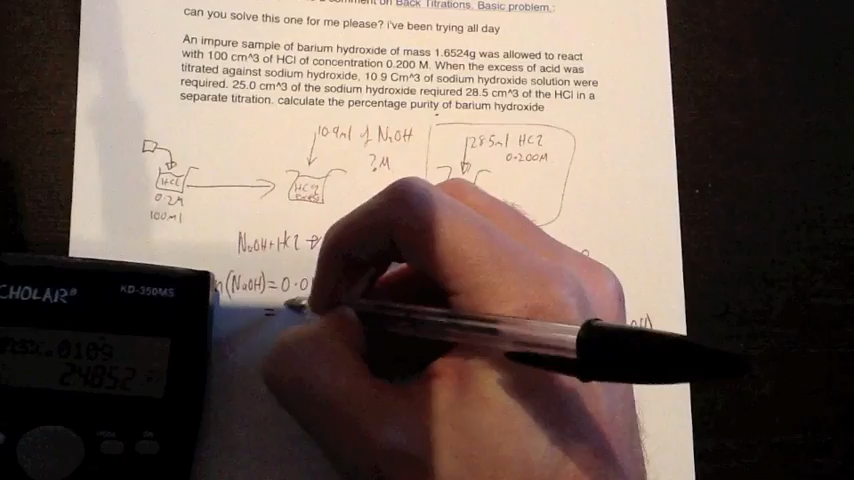 comment on Back Titrations. Basic problem.:
can you solve this one for me please? i've been trying all day
An impure sample of barium hydroxide of mass 1.6524g was allowed to react
with 100 cm^3 of HCl of concentration 0.200 M. When the excess of acid was
titrated against sodium hydroxide, 10 9 Cm^3 of sodium hydroxide solution were
required. 25.0 cm^3 of the sodium hydroxide reqiured 28.5 cm^3 of the HCl in a
separate titration. calculate the percentage purity of barium hydroxide
10.9ml of NaOH
?M
28.5ml HCl
0.200M
HCl
0.2M
100ml
HCl
excess
NaOH + HCl →
n(NaOH) = 0.0
=
SCHOLAR® KD-350MS
x.0109
24852